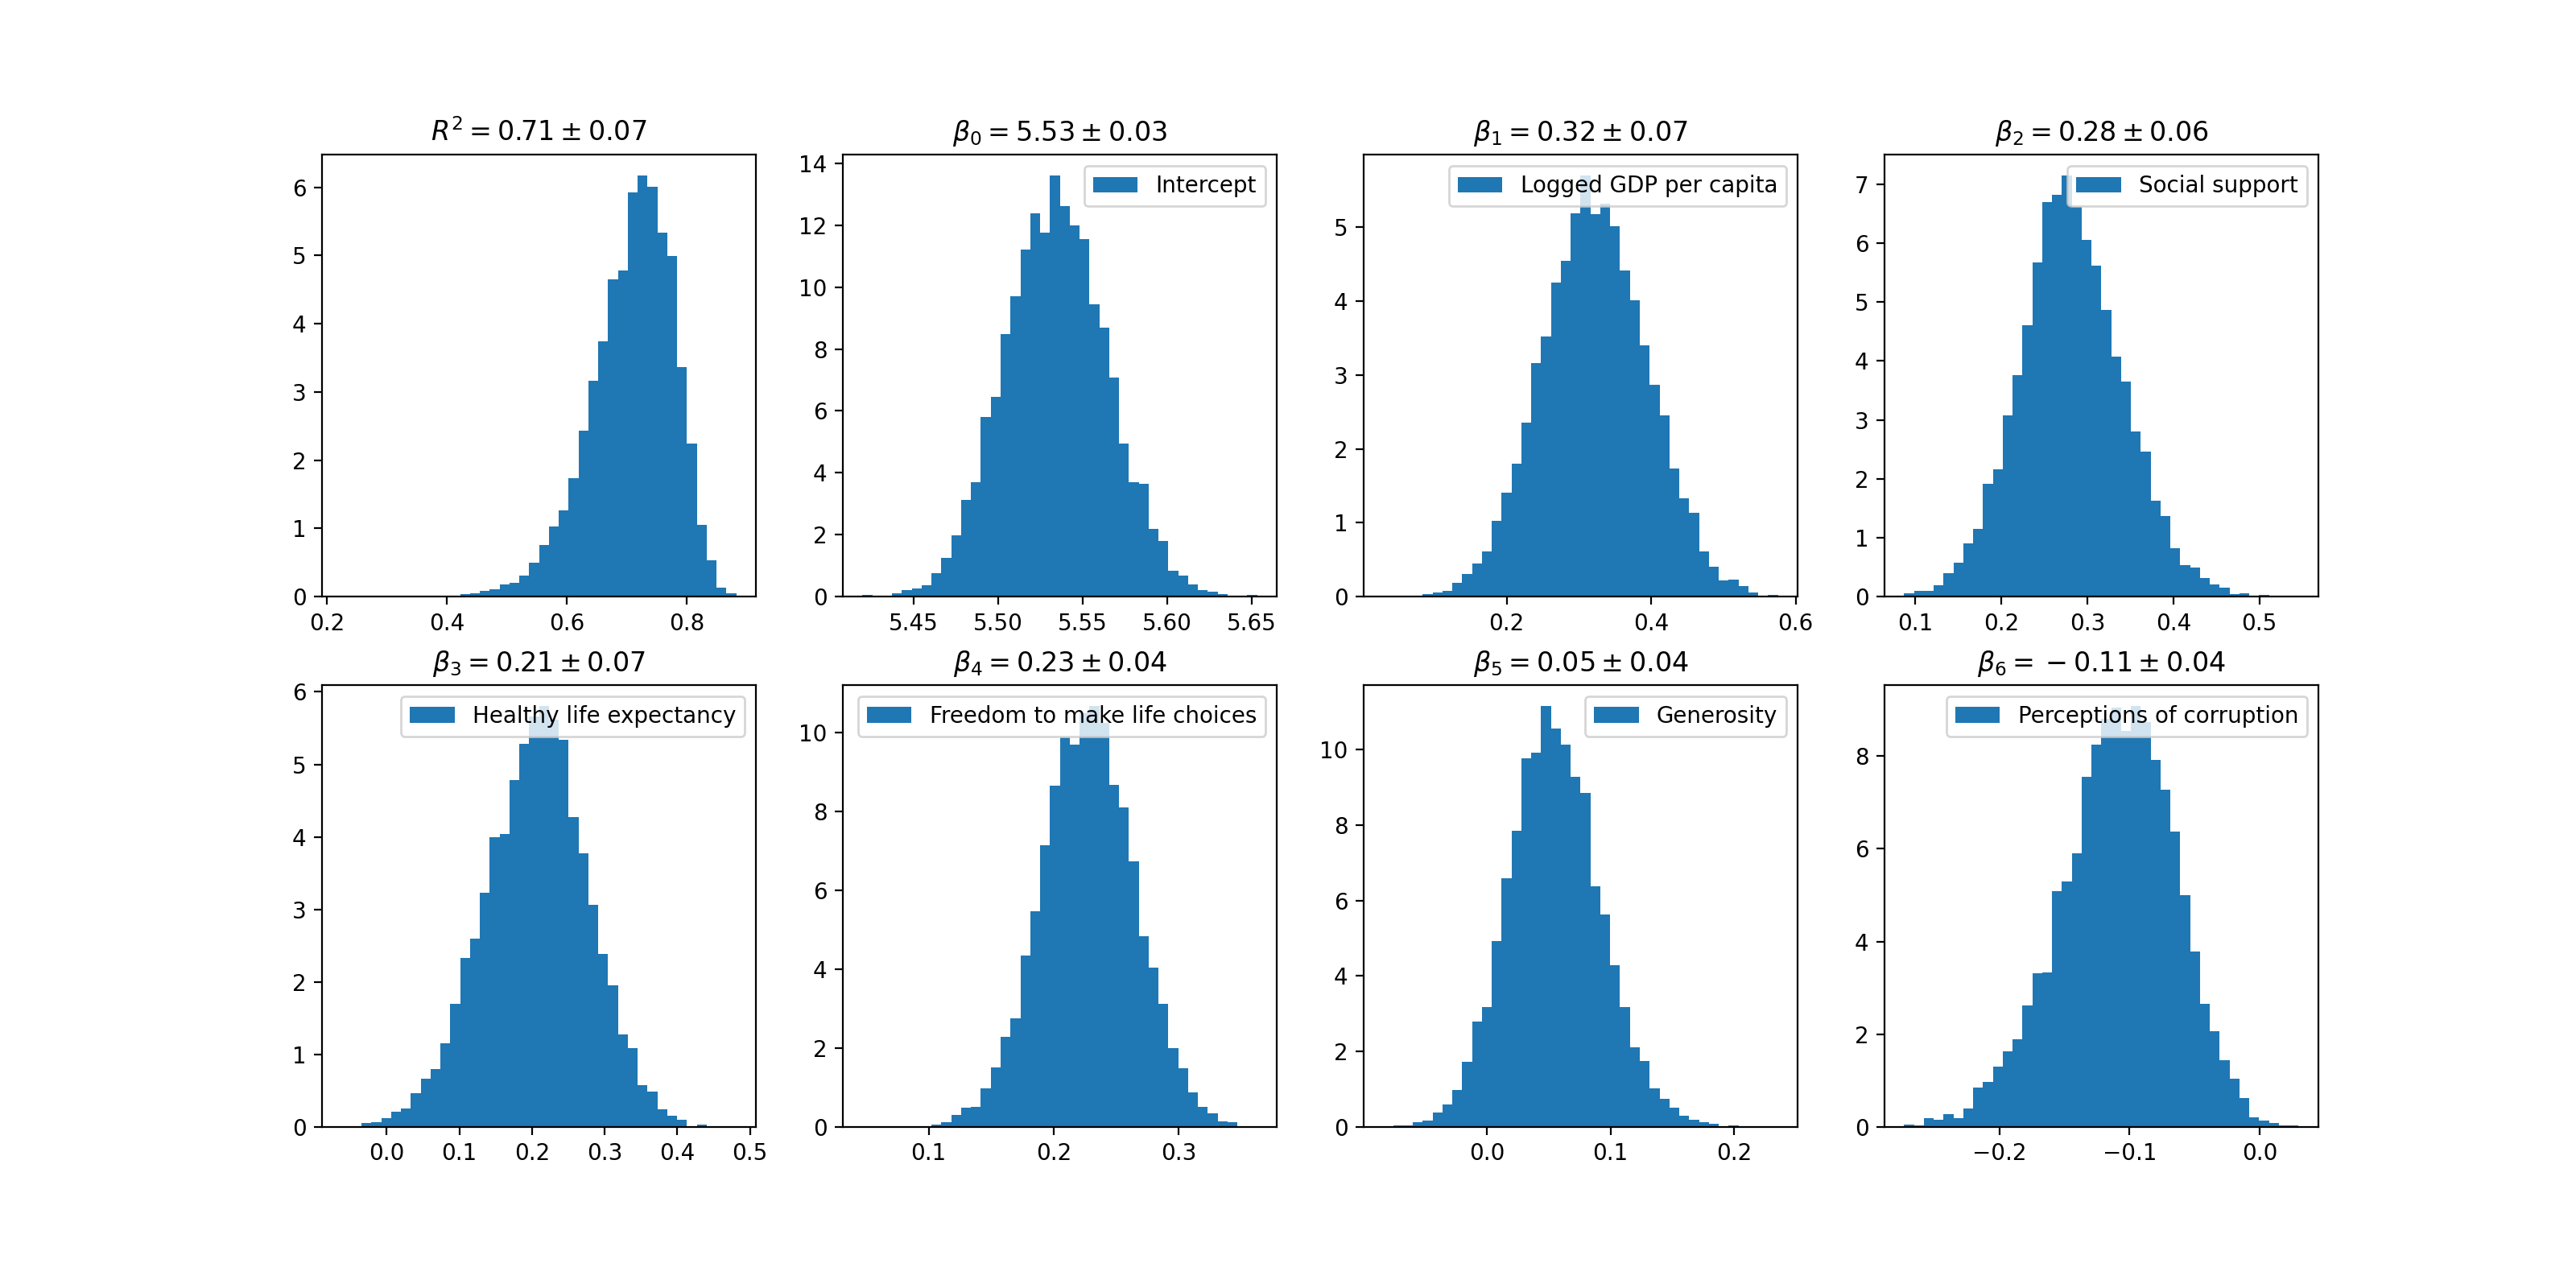 R² = 0.71 ± 0.07
6
5
4
3
2
1
0
0.2 0.4 0.6 0.8
β₀ = 5.53 ± 0.03
Intercept
14
12
10
8
6
4
2
0
5.45 5.50 5.55 5.60 5.65
β₁ = 0.32 ± 0.07
Logged GDP per capita
5
4
3
2
1
0
0.2 0.4 0.6
β₂ = 0.28 ± 0.06
Social support
7
6
5
4
3
2
1
0
0.1 0.2 0.3 0.4 0.5
β₃ = 0.21 ± 0.07
Healthy life expectancy
6
5
4
3
2
1
0
0.0 0.1 0.2 0.3 0.4 0.5
β₄ = 0.23 ± 0.04
Freedom to make life choices
10
8
6
4
2
0
0.1 0.2 0.3
β₅ = 0.05 ± 0.04
Generosity
10
8
6
4
2
0
0.0 0.1 0.2
β₆ = −0.11 ± 0.04
Perceptions of corruption
8
6
4
2
0
−0.2 −0.1 0.0